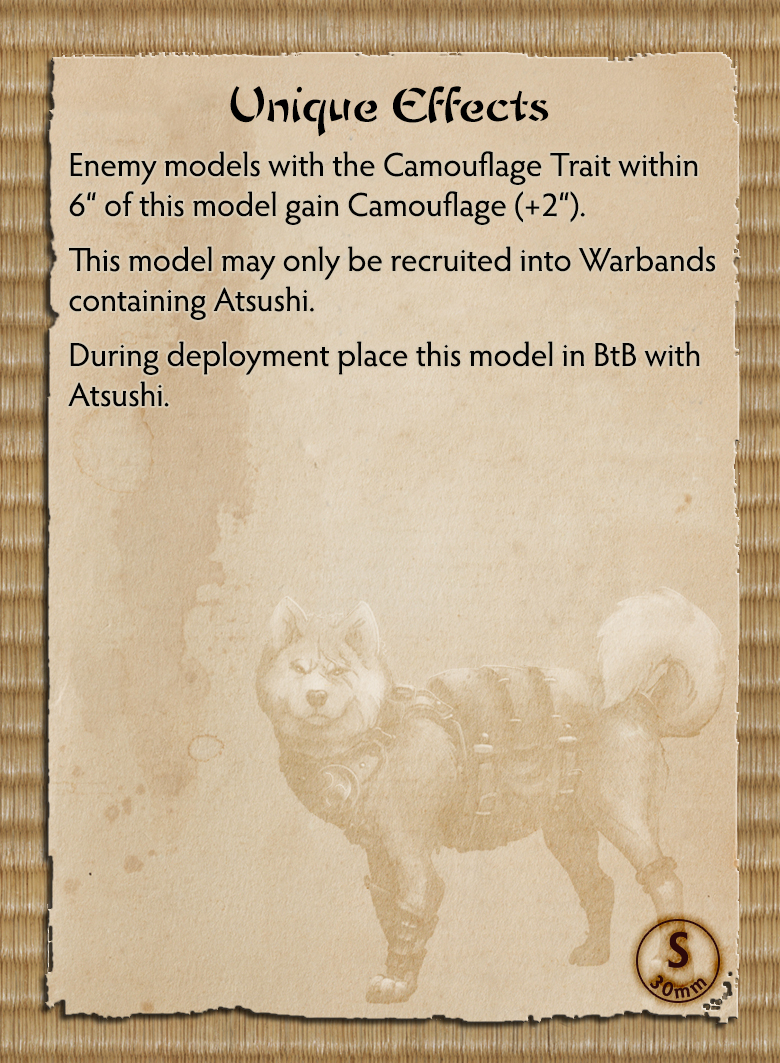 Unique Effects
Enemy models with the Camouflage Trait within
6“ of this model gain Camouflage (+2“).
This model may only be recruited into Warbands
containing Atsushi.
During deployment place this model in BtB with
Atsushi.
S
30mm